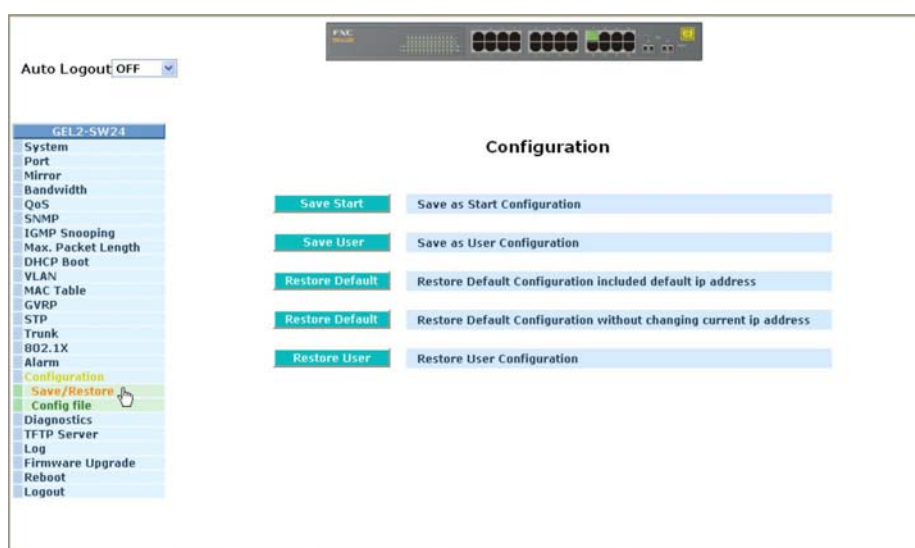 FXC
Auto Logout OFF
GEL2-SW24
System
Port
Mirror
Bandwidth
QoS
SNMP
IGMP Snooping
Max. Packet Length
DHCP Boot
VLAN
MAC Table
GVRP
STP
Trunk
802.1X
Alarm
Configuration
Save/Restore
Config file
Diagnostics
TFTP Server
Log
Firmware Upgrade
Reboot
Logout
Configuration
Save Start Save as Start Configuration
Save User Save as User Configuration
Restore Default Restore Default Configuration included default ip address
Restore Default Restore Default Configuration without changing current ip address
Restore User Restore User Configuration